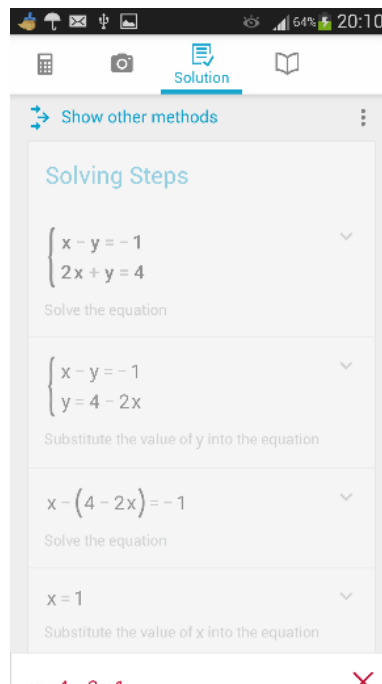 64% 20:10
Solution
Show other methods
Solving Steps
x - y = - 1
2x + y = 4
Solve the equation
x - y = - 1
y = 4 - 2x
Substitute the value of y into the equation
x - (4 - 2x) = - 1
Solve the equation
x = 1
Substitute the value of x into the equation